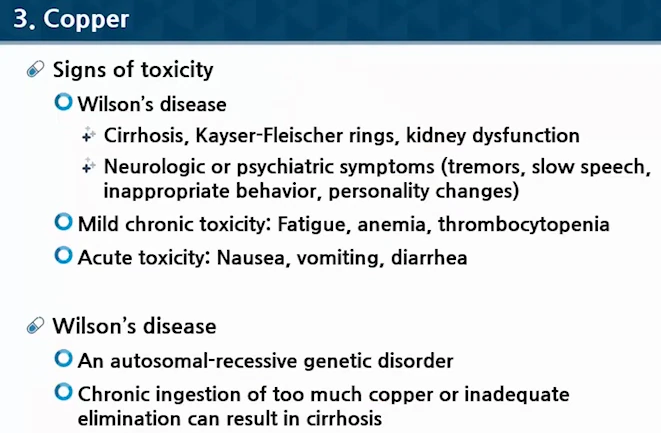 3. Copper
Signs of toxicity
Wilson's disease
Cirrhosis, Kayser-Fleischer rings, kidney dysfunction
Neurologic or psychiatric symptoms (tremors, slow speech,
inappropriate behavior, personality changes)
Mild chronic toxicity: Fatigue, anemia, thrombocytopenia
Acute toxicity: Nausea, vomiting, diarrhea
Wilson's disease
An autosomal-recessive genetic disorder
Chronic ingestion of too much copper or inadequate
elimination can result in cirrhosis